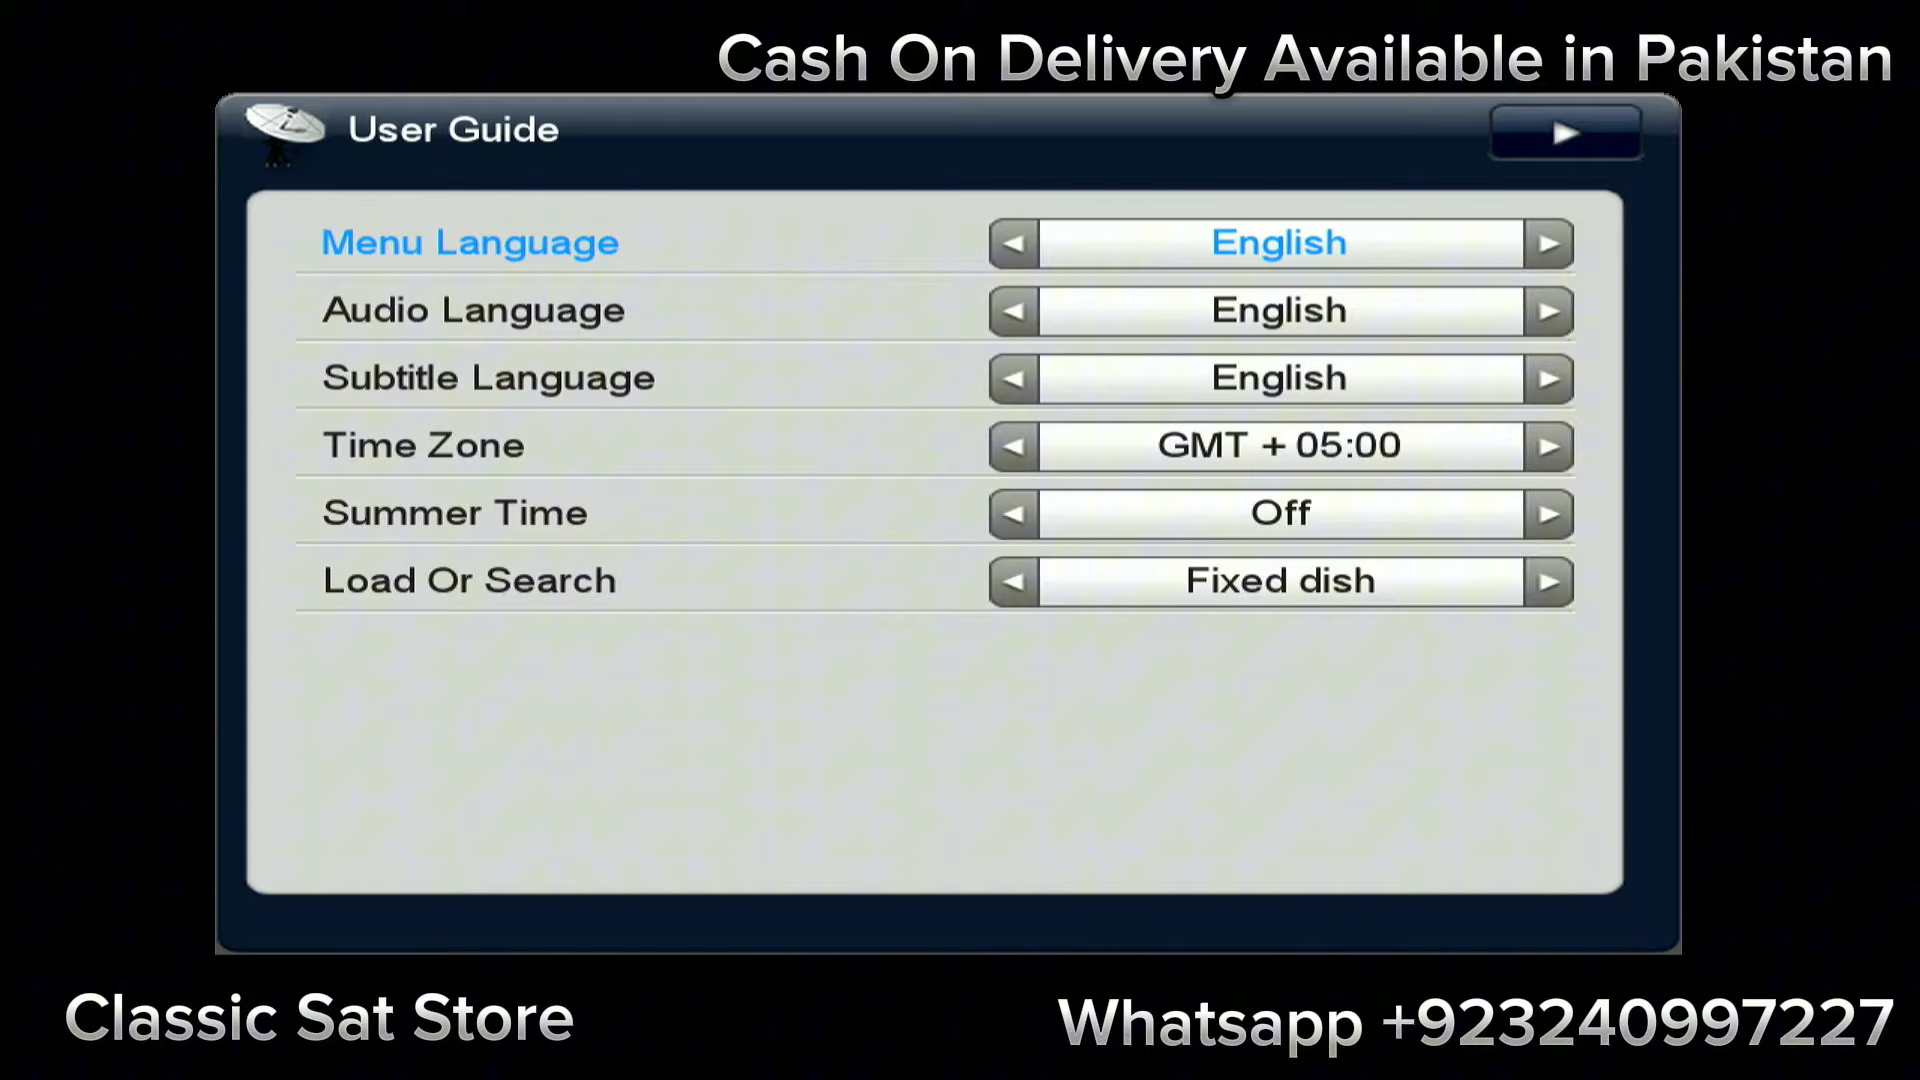 Cash On Delivery Available in Pakistan
User Guide
Menu Language English
Audio Language English
Subtitle Language English
Time Zone GMT + 05:00
Summer Time Off
Load Or Search Fixed dish
Classic Sat Store
Whatsapp +923240997227